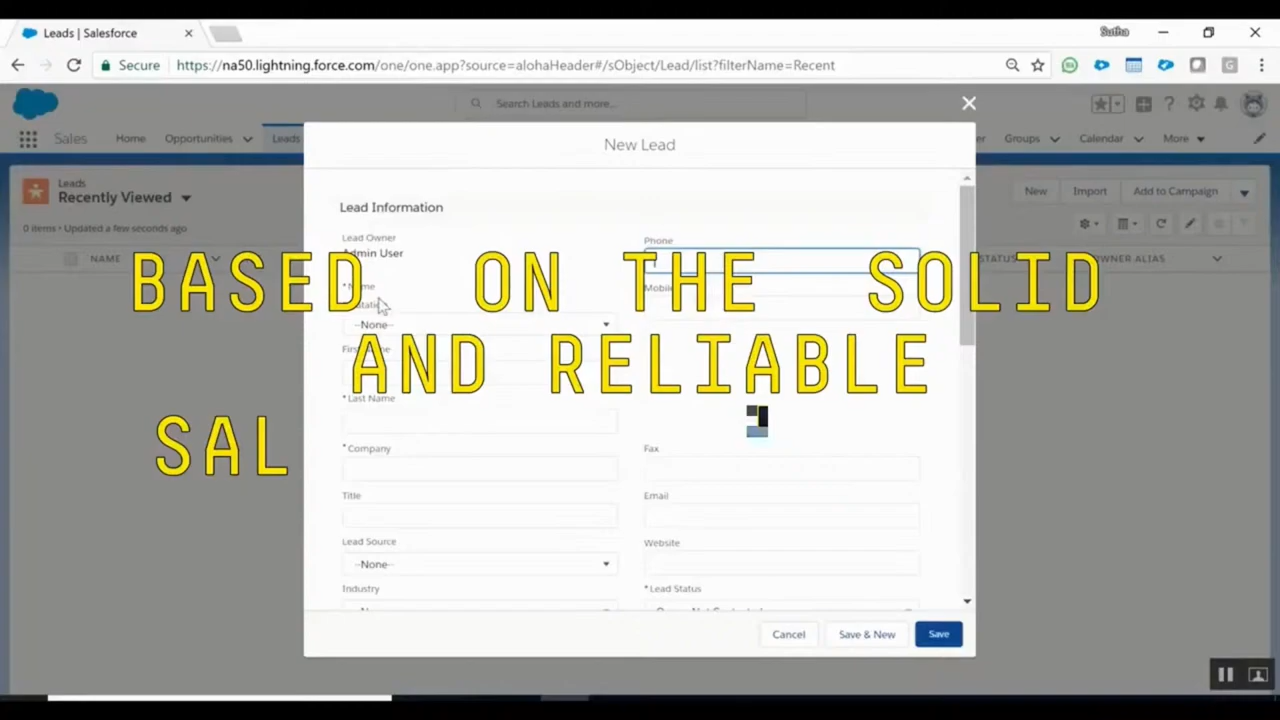 Leads | Salesforce
Sutha
Secure https://na50.lightning.force.com/one/one.app?source=alohaHeader#/sObject/Lead/list?filterName=Recent
Search Leads and more...
Sales Home Opportunities Leads Groups Calendar More
New Lead
Leads
Recently Viewed
New Import Add to Campaign
0 items • Updated a few seconds ago
Lead Information
Lead Owner
Admin User
Phone
NAME
OWNER ALIAS
BASED ON THE SOLID
*Name
Mobile
--None--
AND RELIABLE
*Last Name
SAL
*Company
Fax
Title
Email
Lead Source
Website
--None--
Industry
*Lead Status
Cancel Save & New Save